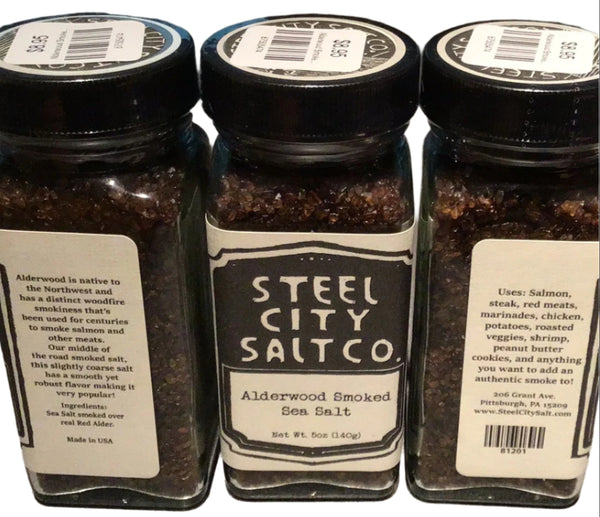 $8.95
CITY S
Alderwood is native to
the Northwest and
has a distinct woodfire
smokiness that's
been used for centuries
to smoke salmon and
other meats.
Our middle of
the road smoked salt,
this slightly coarse salt
has a smooth yet
robust flavor making it
very popular!
Ingredients:
Sea Salt smoked over
real Red Alder.
Made in USA
$8.95
STEEL
CITY
SALT CO.
Alderwood Smoked
Sea Salt
Net Wt. 5oz (140g)
$8.95
STEEL
Uses: Salmon,
steak, red meats,
marinades, chicken,
potatoes, roasted
veggies, shrimp,
peanut butter
cookies, and anything
you want to add an
authentic smoke to!
206 Grant Ave.
Pittsburgh, PA 15209
www.SteelCitySalt.com
81201